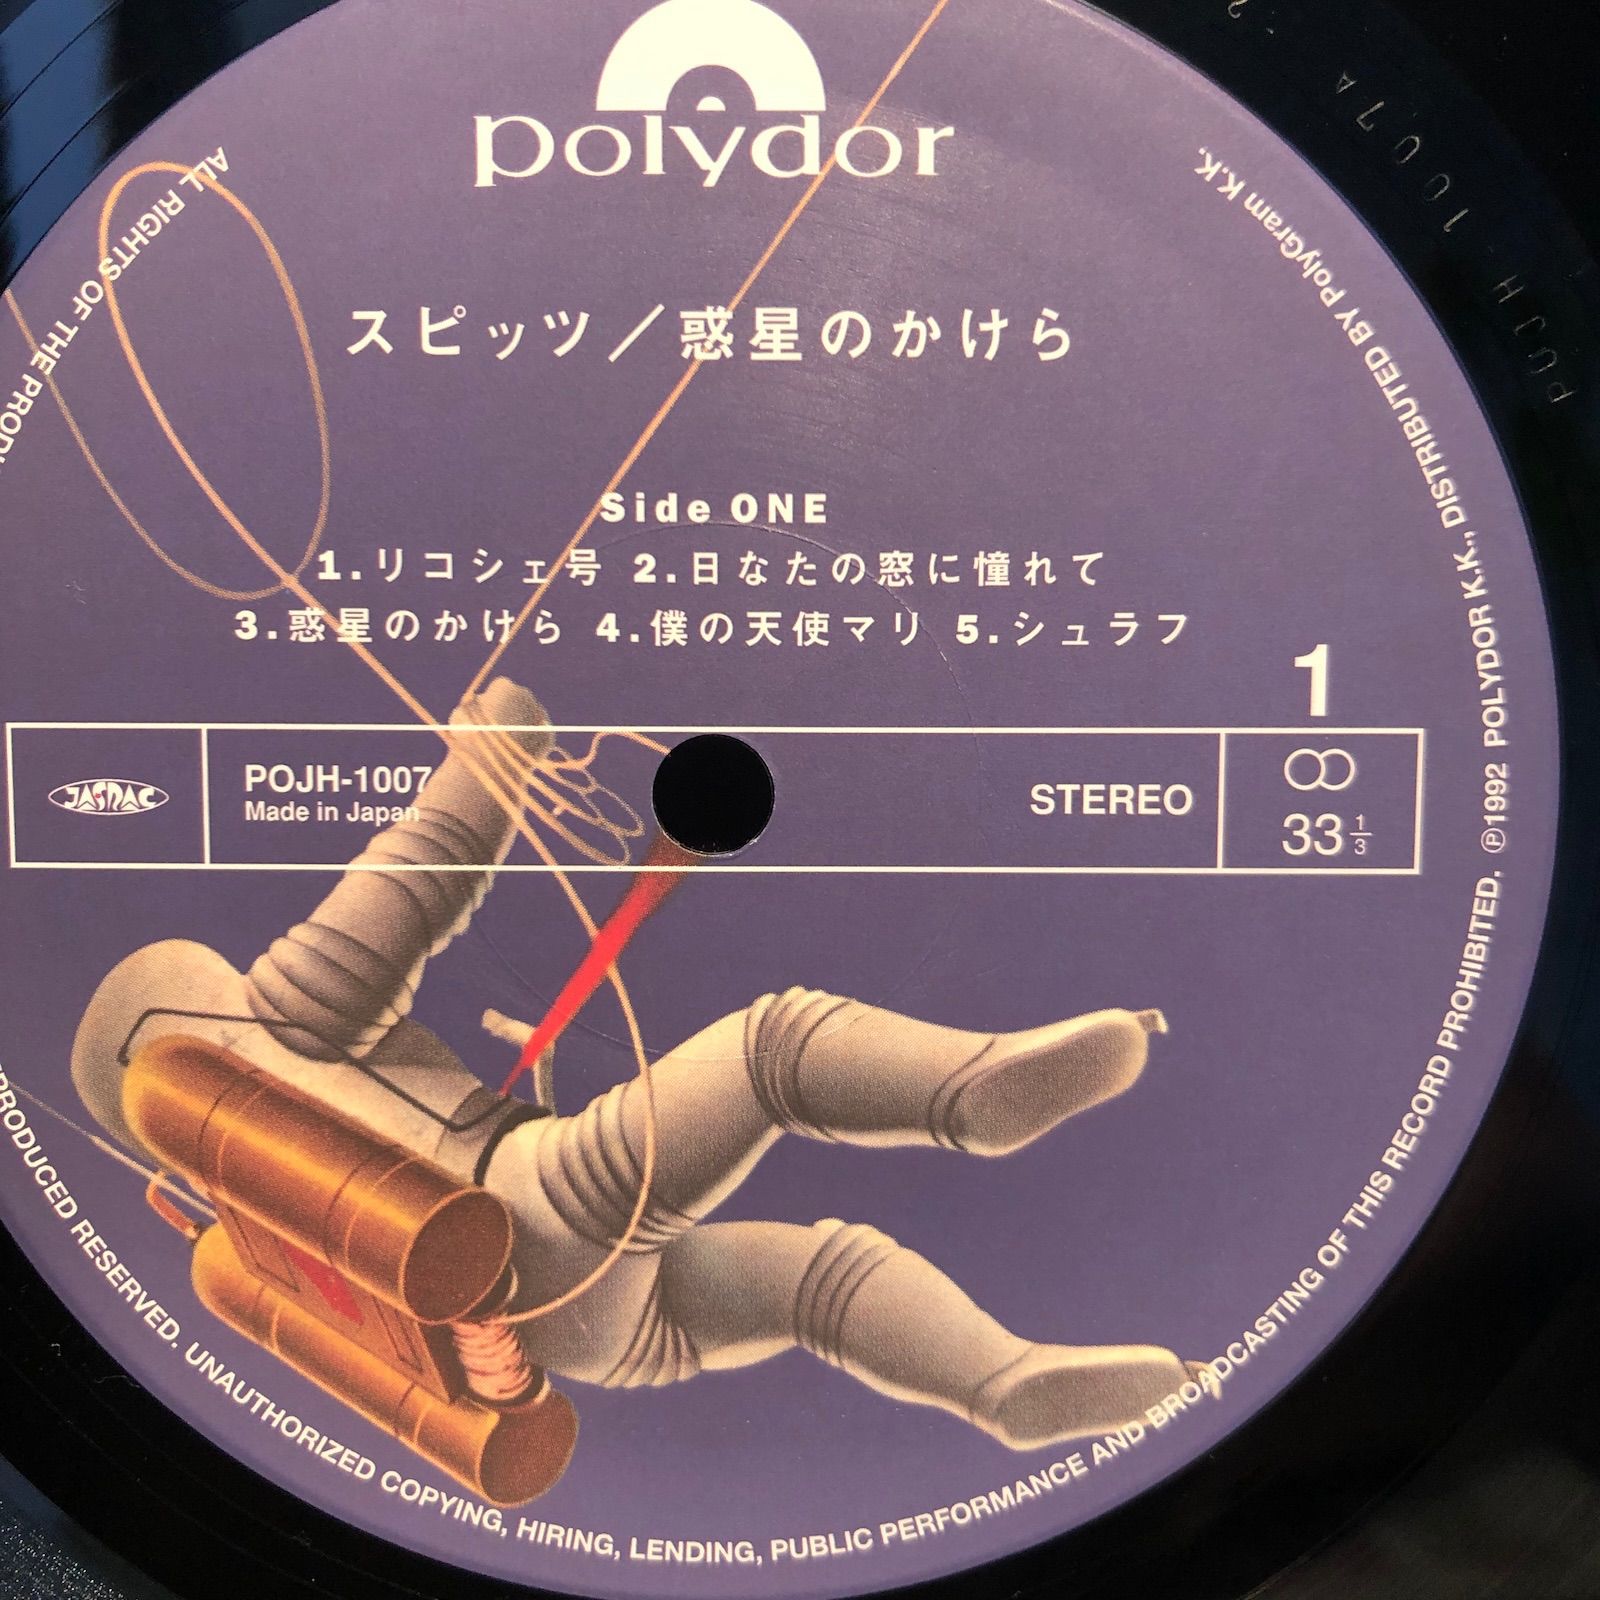 polydor
スピッツ／惑星のかけら
Side ONE
1.リコシェ号 2.日なたの窓に憧れて
3.惑星のかけら 4.僕の天使マリ 5.シュラフ
1
JASRAC
POJH-1007
Made in Japan
STEREO
33 1/3
ALL RIGHTS OF THE
REPRODUCED RESERVED. UNAUTHORIZED COPYING, HIRING, LENDING, PUBLIC PERFORMANCE AND BROADCASTING OF THIS RECORD PROHIBITED. ℗1992 POLYDOR K.K., DISTRIBUTED BY PolyGram K.K.
POJH 1007A